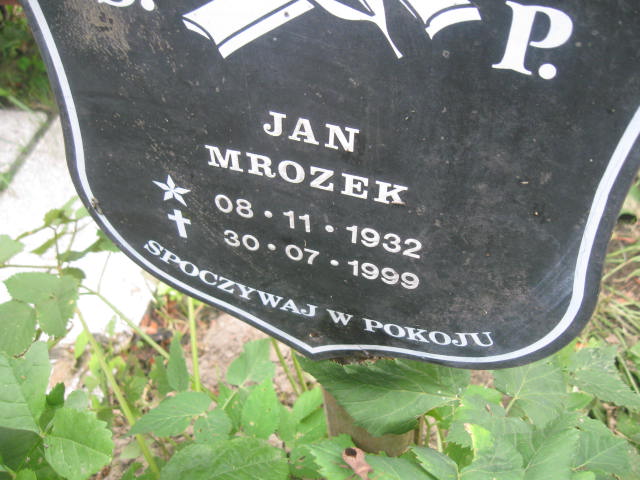 S. P.
JAN
MROZEK
08 · 11 · 1932
30 · 07 · 1999
SPOCZYWAJ W POKOJU